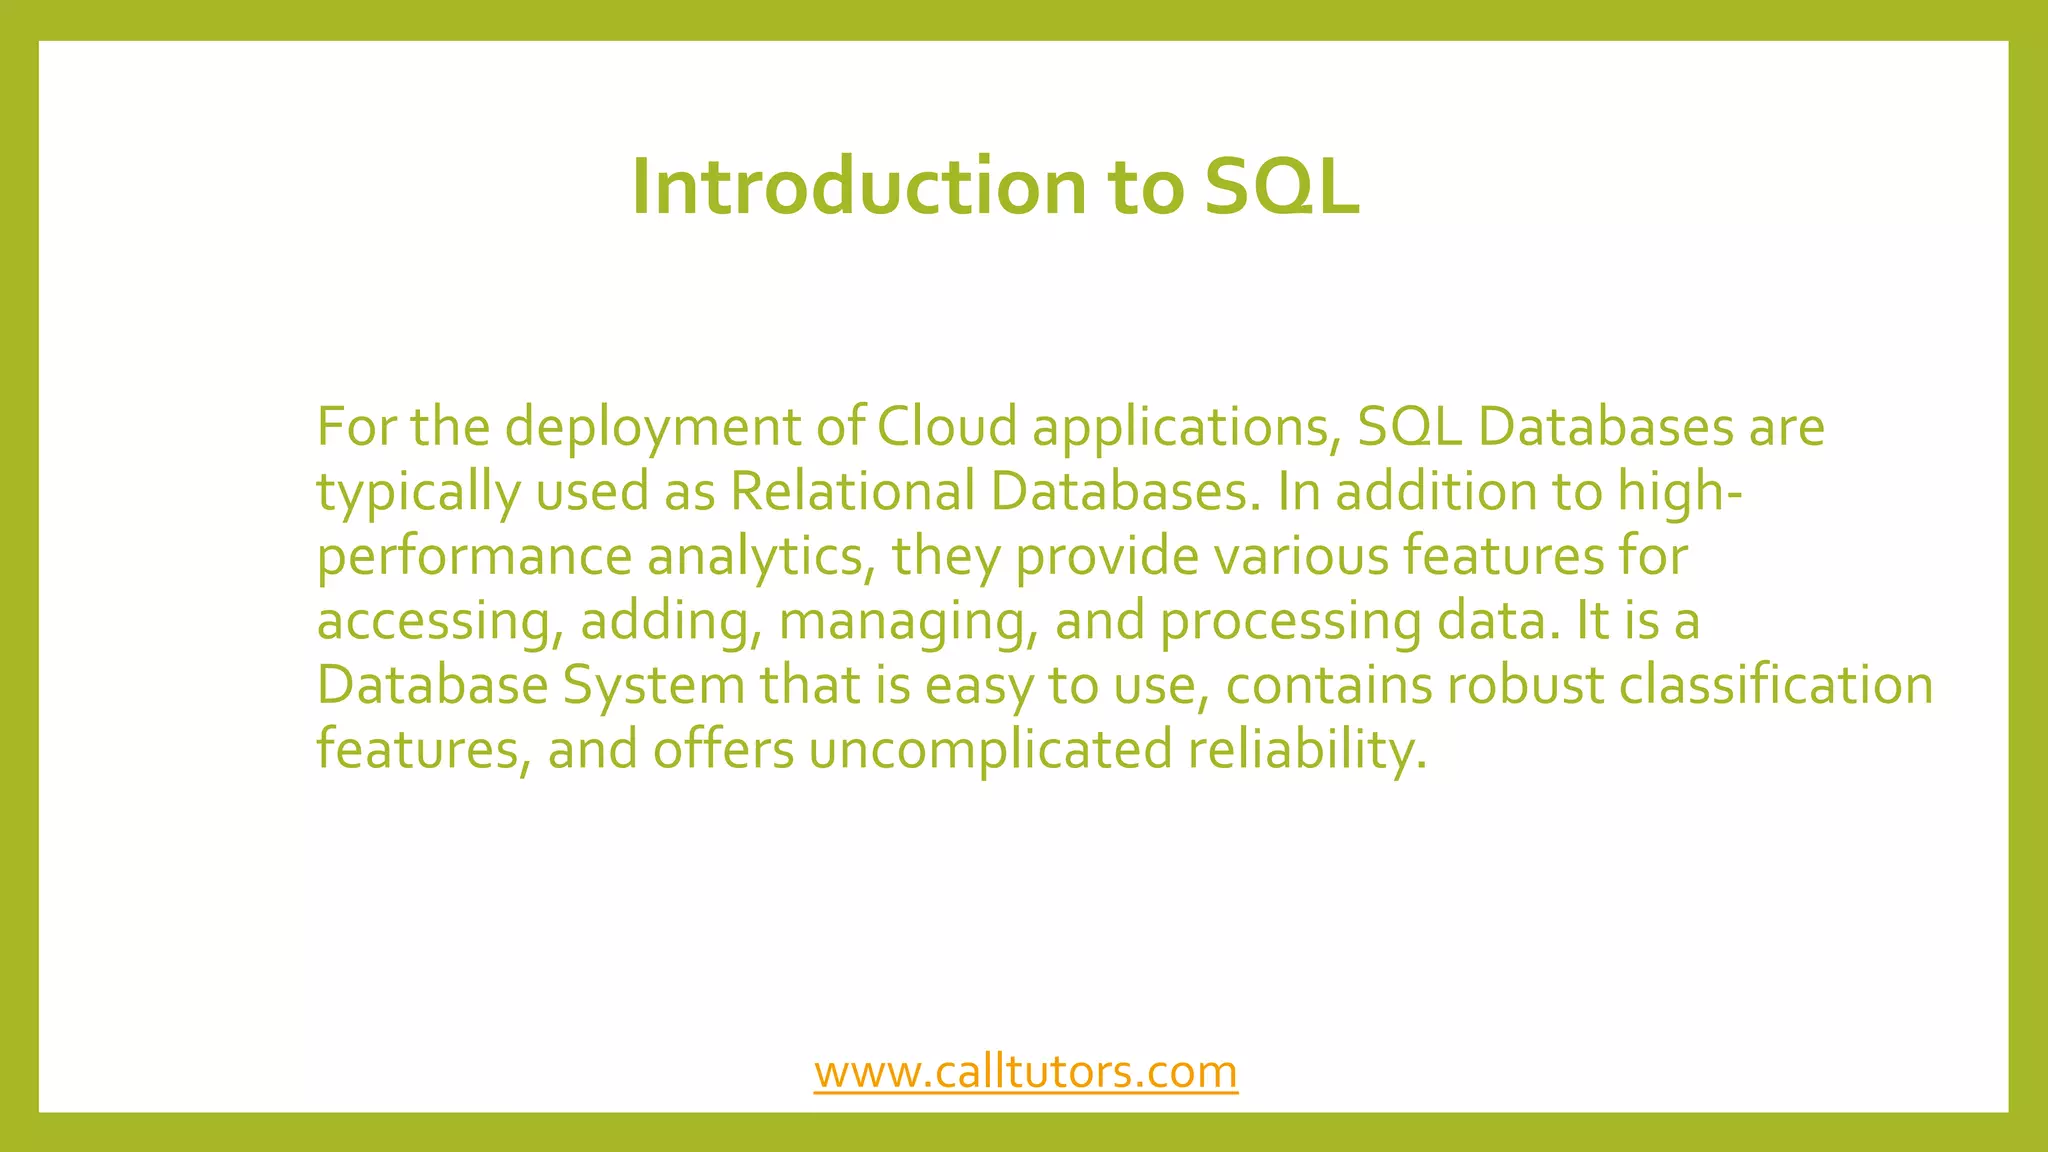 Introduction to SQL
For the deployment of Cloud applications, SQL Databases are
typically used as Relational Databases. In addition to high-
performance analytics, they provide various features for
accessing, adding, managing, and processing data. It is a
Database System that is easy to use, contains robust classification
features, and offers uncomplicated reliability.
www.calltutors.com